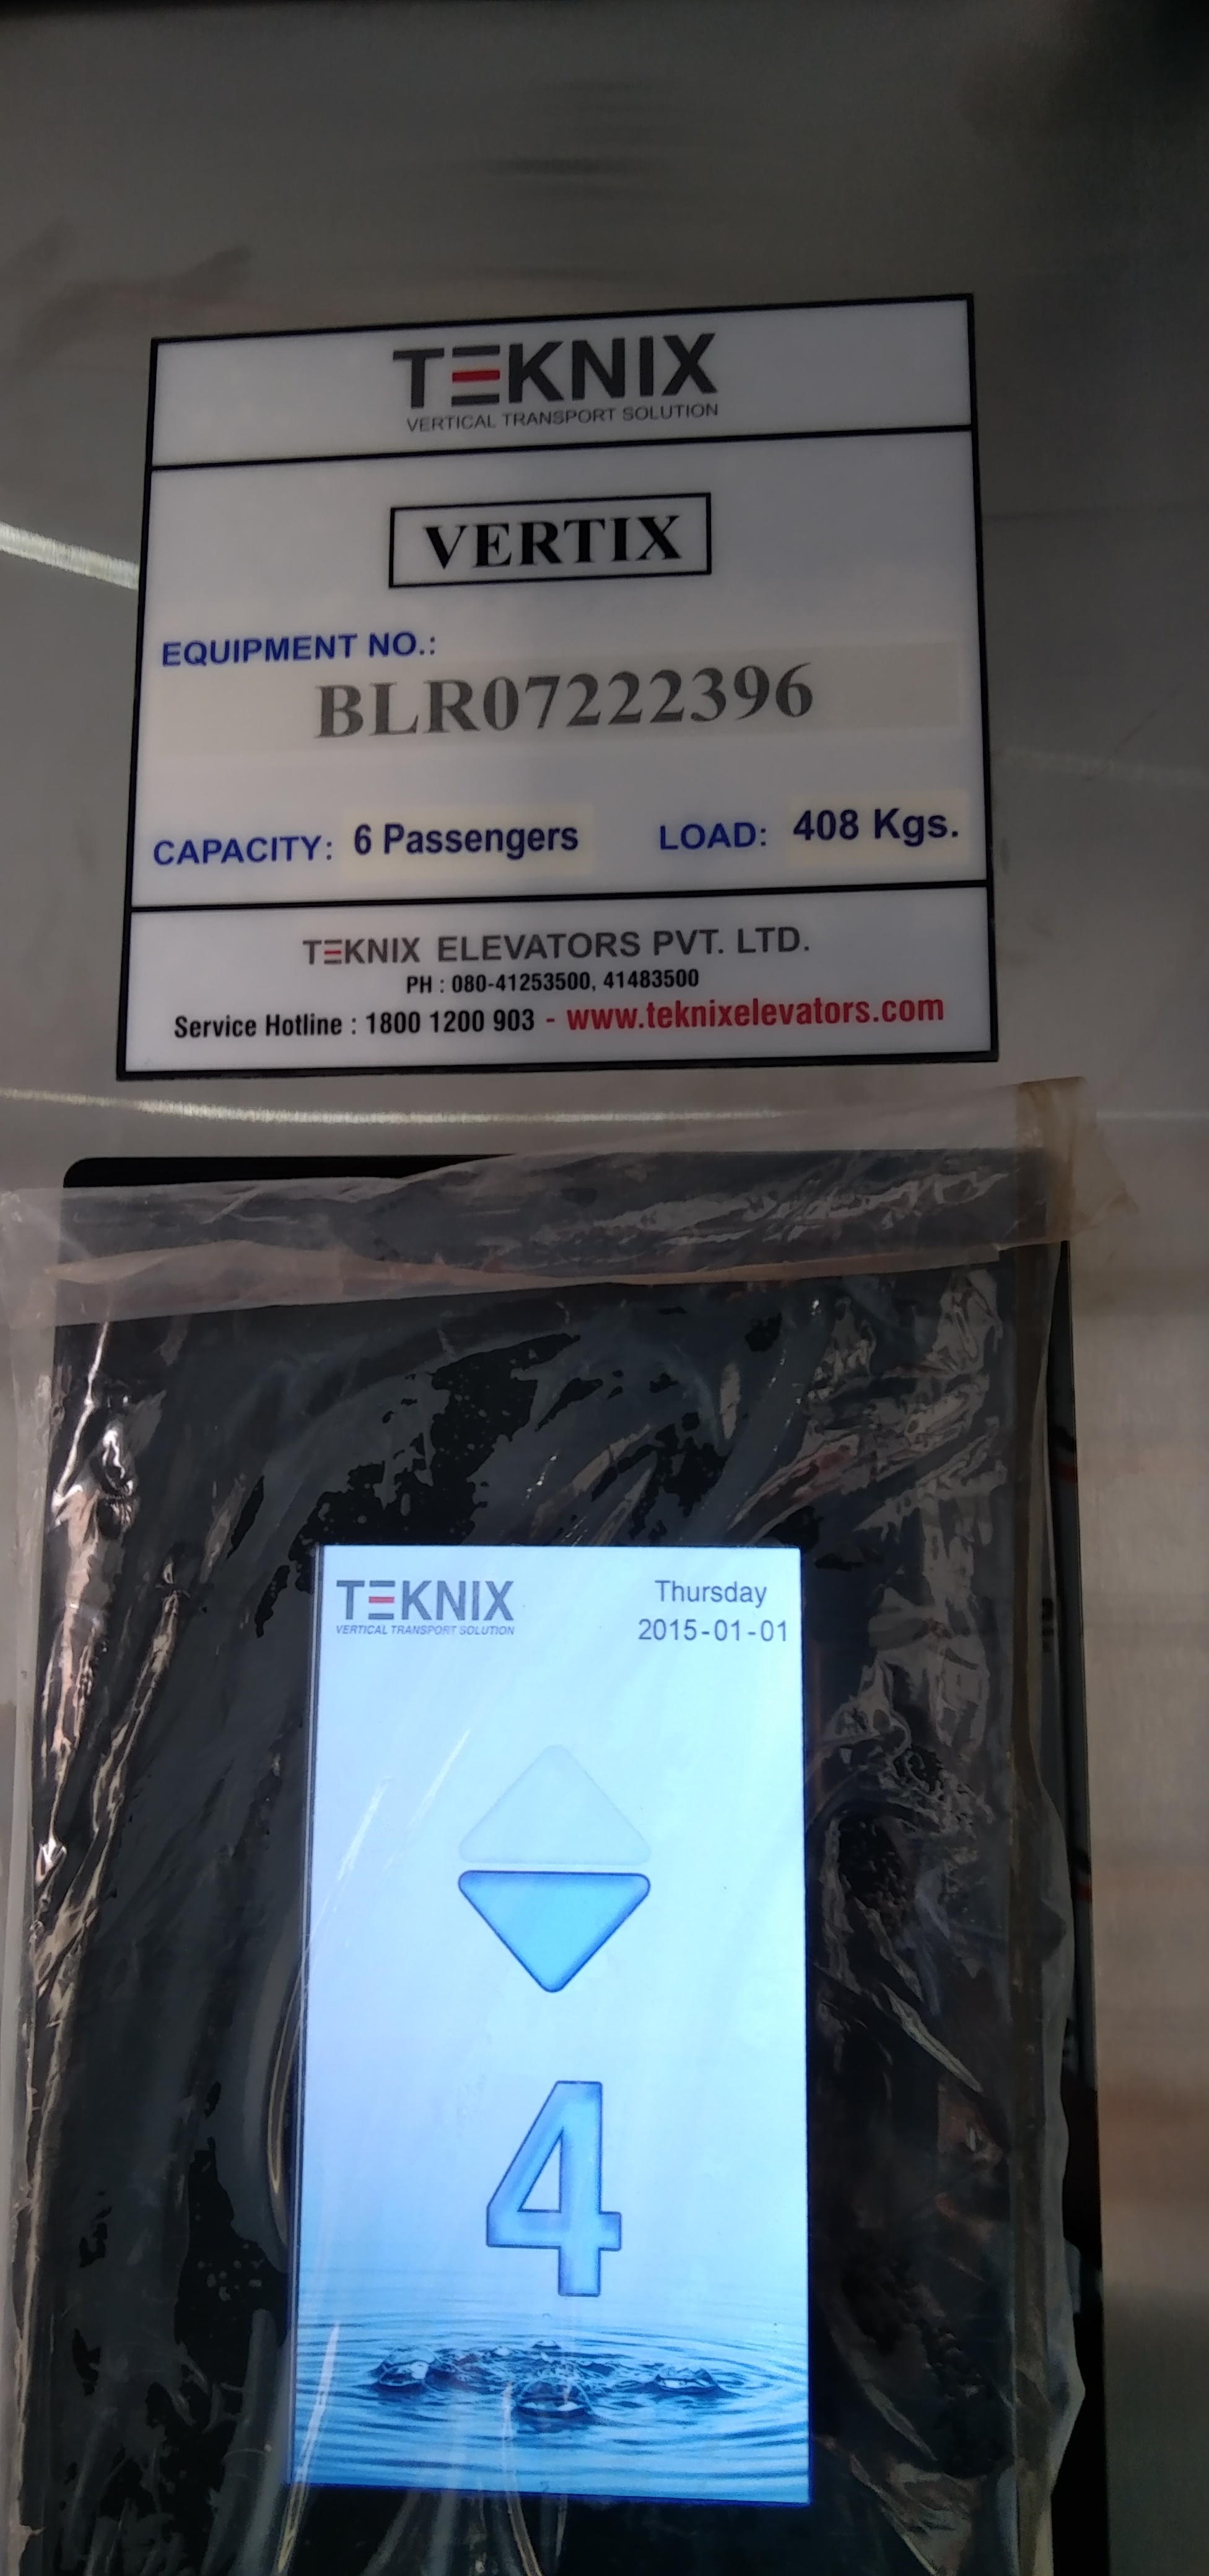 TEKNIX
VERTICAL TRANSPORT SOLUTION
VERTIX
EQUIPMENT NO.:
BLR07222396
CAPACITY: 6 Passengers LOAD: 408 Kgs.
TEKNIX ELEVATORS PVT. LTD.
PH : 080-41253500, 41483500
Service Hotline : 1800 1200 903 - www.teknixelevators.com
TEKNIX
VERTICAL TRANSPORT SOLUTION
Thursday
2015-01-01
4